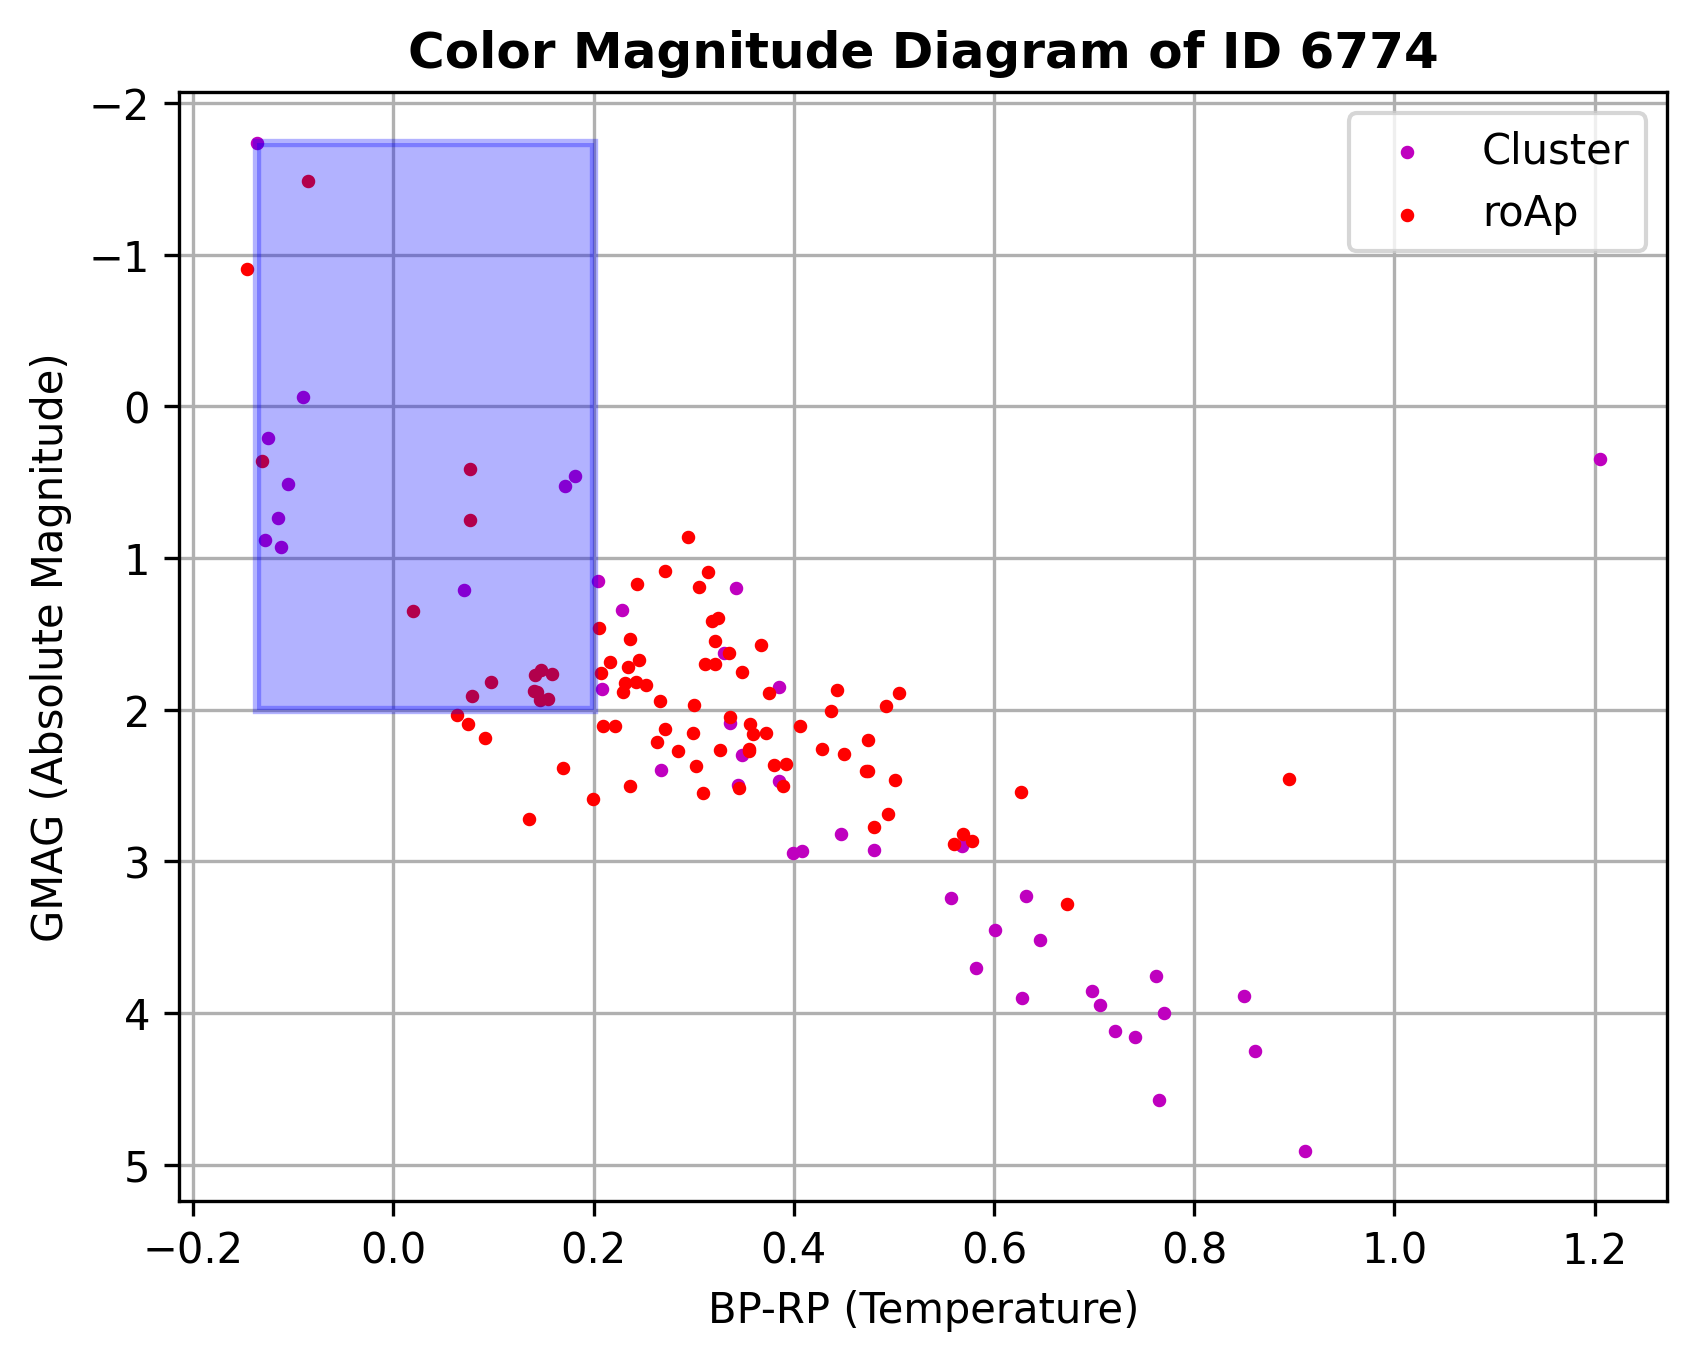 Color Magnitude Diagram of ID 6774
Cluster
roAp
GMAG (Absolute Magnitude)
−2
−1
0
1
2
3
4
5
−0.2 0.0 0.2 0.4 0.6 0.8 1.0 1.2
BP-RP (Temperature)